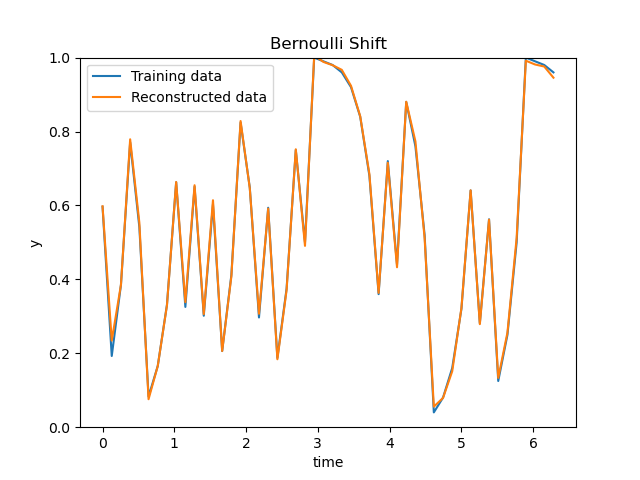 Bernoulli Shift
Training data
Reconstructed data
1.0
0.8
0.6
0.4
0.2
0.0
y
0 1 2 3 4 5 6
time